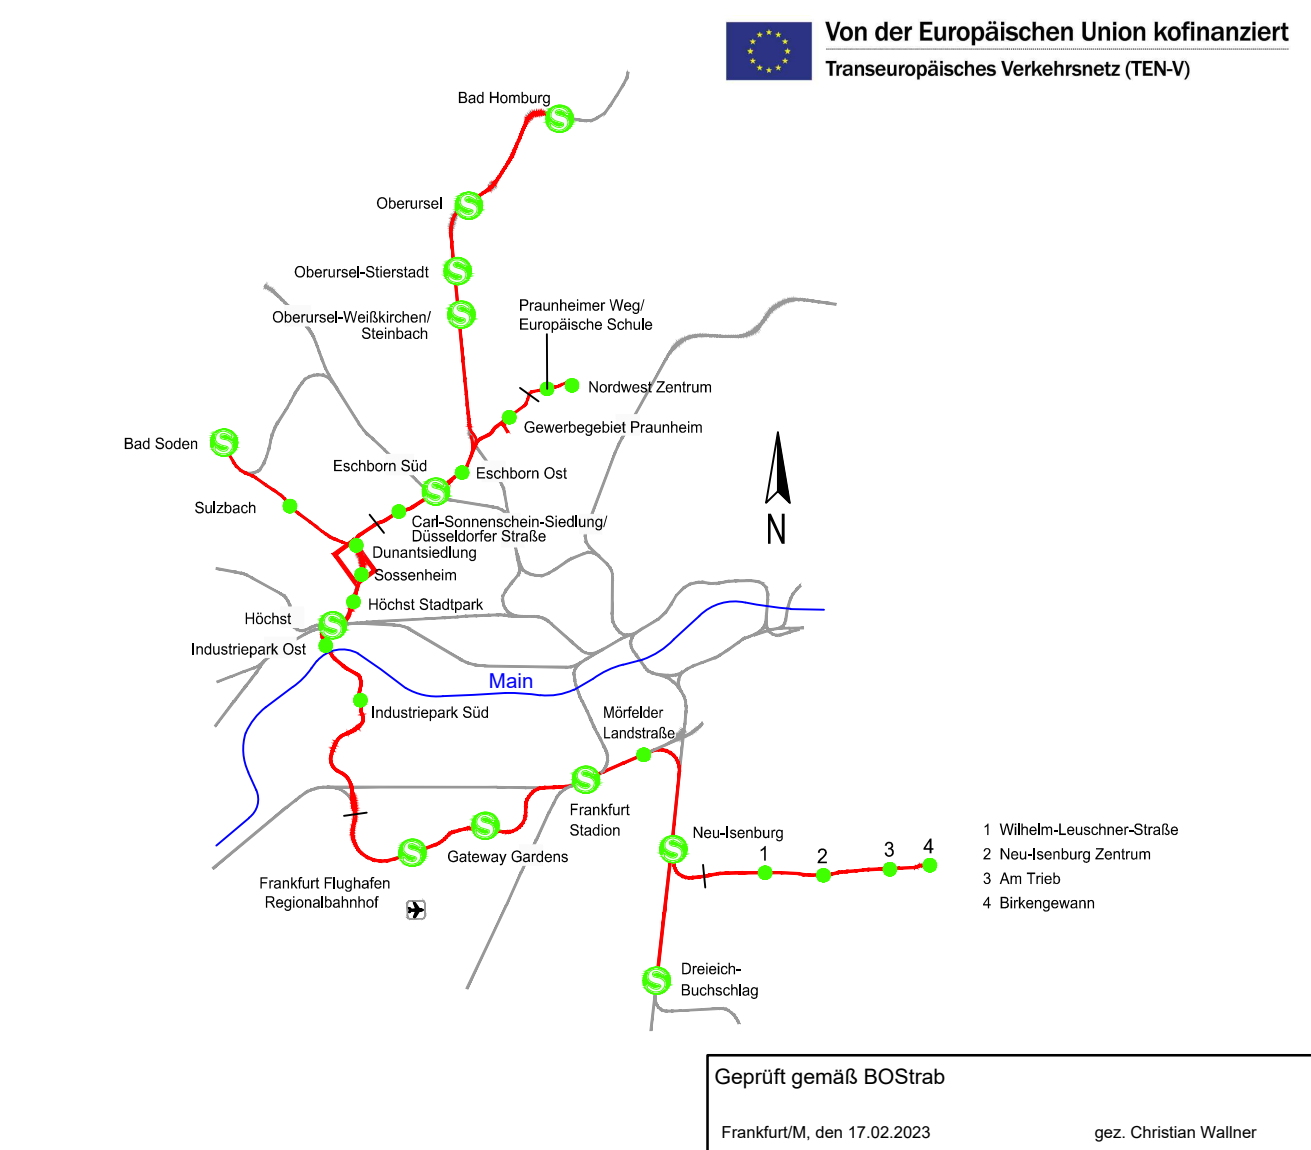 Von der Europäischen Union kofinanziert
Transeuropäisches Verkehrsnetz (TEN-V)
Bad Homburg
Oberursel
Oberursel-Stierstadt
Oberursel-Weißkirchen/
Steinbach
Praunheimer Weg/
Europäische Schule
Nordwest Zentrum
Gewerbegebiet Praunheim
Bad Soden
Eschborn Süd
Eschborn Ost
Sulzbach
Carl-Sonnenschein-Siedlung/
Düsseldorfer Straße
N
Dunantsiedlung
Sossenheim
Höchst Stadtpark
Höchst
Industriepark Ost
Main
Industriepark Süd
Mörfelder
Landstraße
Frankfurt
Stadion
Neu-Isenburg
Gateway Gardens
Frankfurt Flughafen
Regionalbahnhof
1
2
3
4
1 Wilhelm-Leuschner-Straße
2 Neu-Isenburg Zentrum
3 Am Trieb
4 Birkengewann
Dreieich-
Buchschlag
Geprüft gemäß BOStrab
Frankfurt/M, den 17.02.2023 gez. Christian Wallner